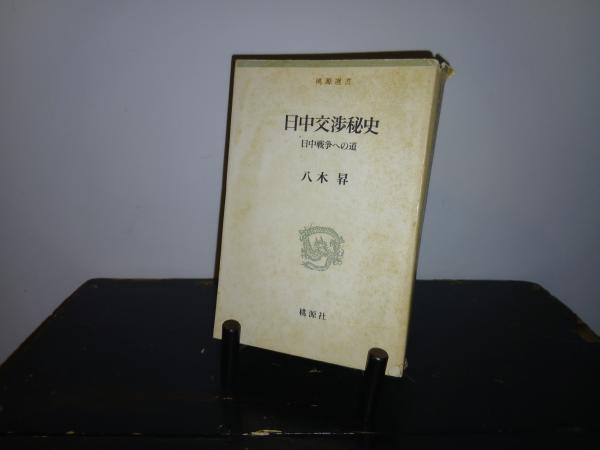 桃源選書
日中交渉秘史
日中戦争への道
八木 昇
桃源社